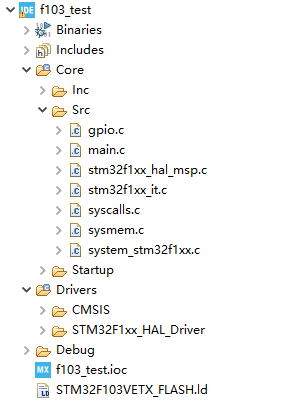 f103_test
Binaries
Includes
Core
Inc
Src
gpio.c
main.c
stm32f1xx_hal_msp.c
stm32f1xx_it.c
syscalls.c
sysmem.c
system_stm32f1xx.c
Startup
Drivers
CMSIS
STM32F1xx_HAL_Driver
Debug
MX f103_test.ioc
STM32F103VETX_FLASH.ld